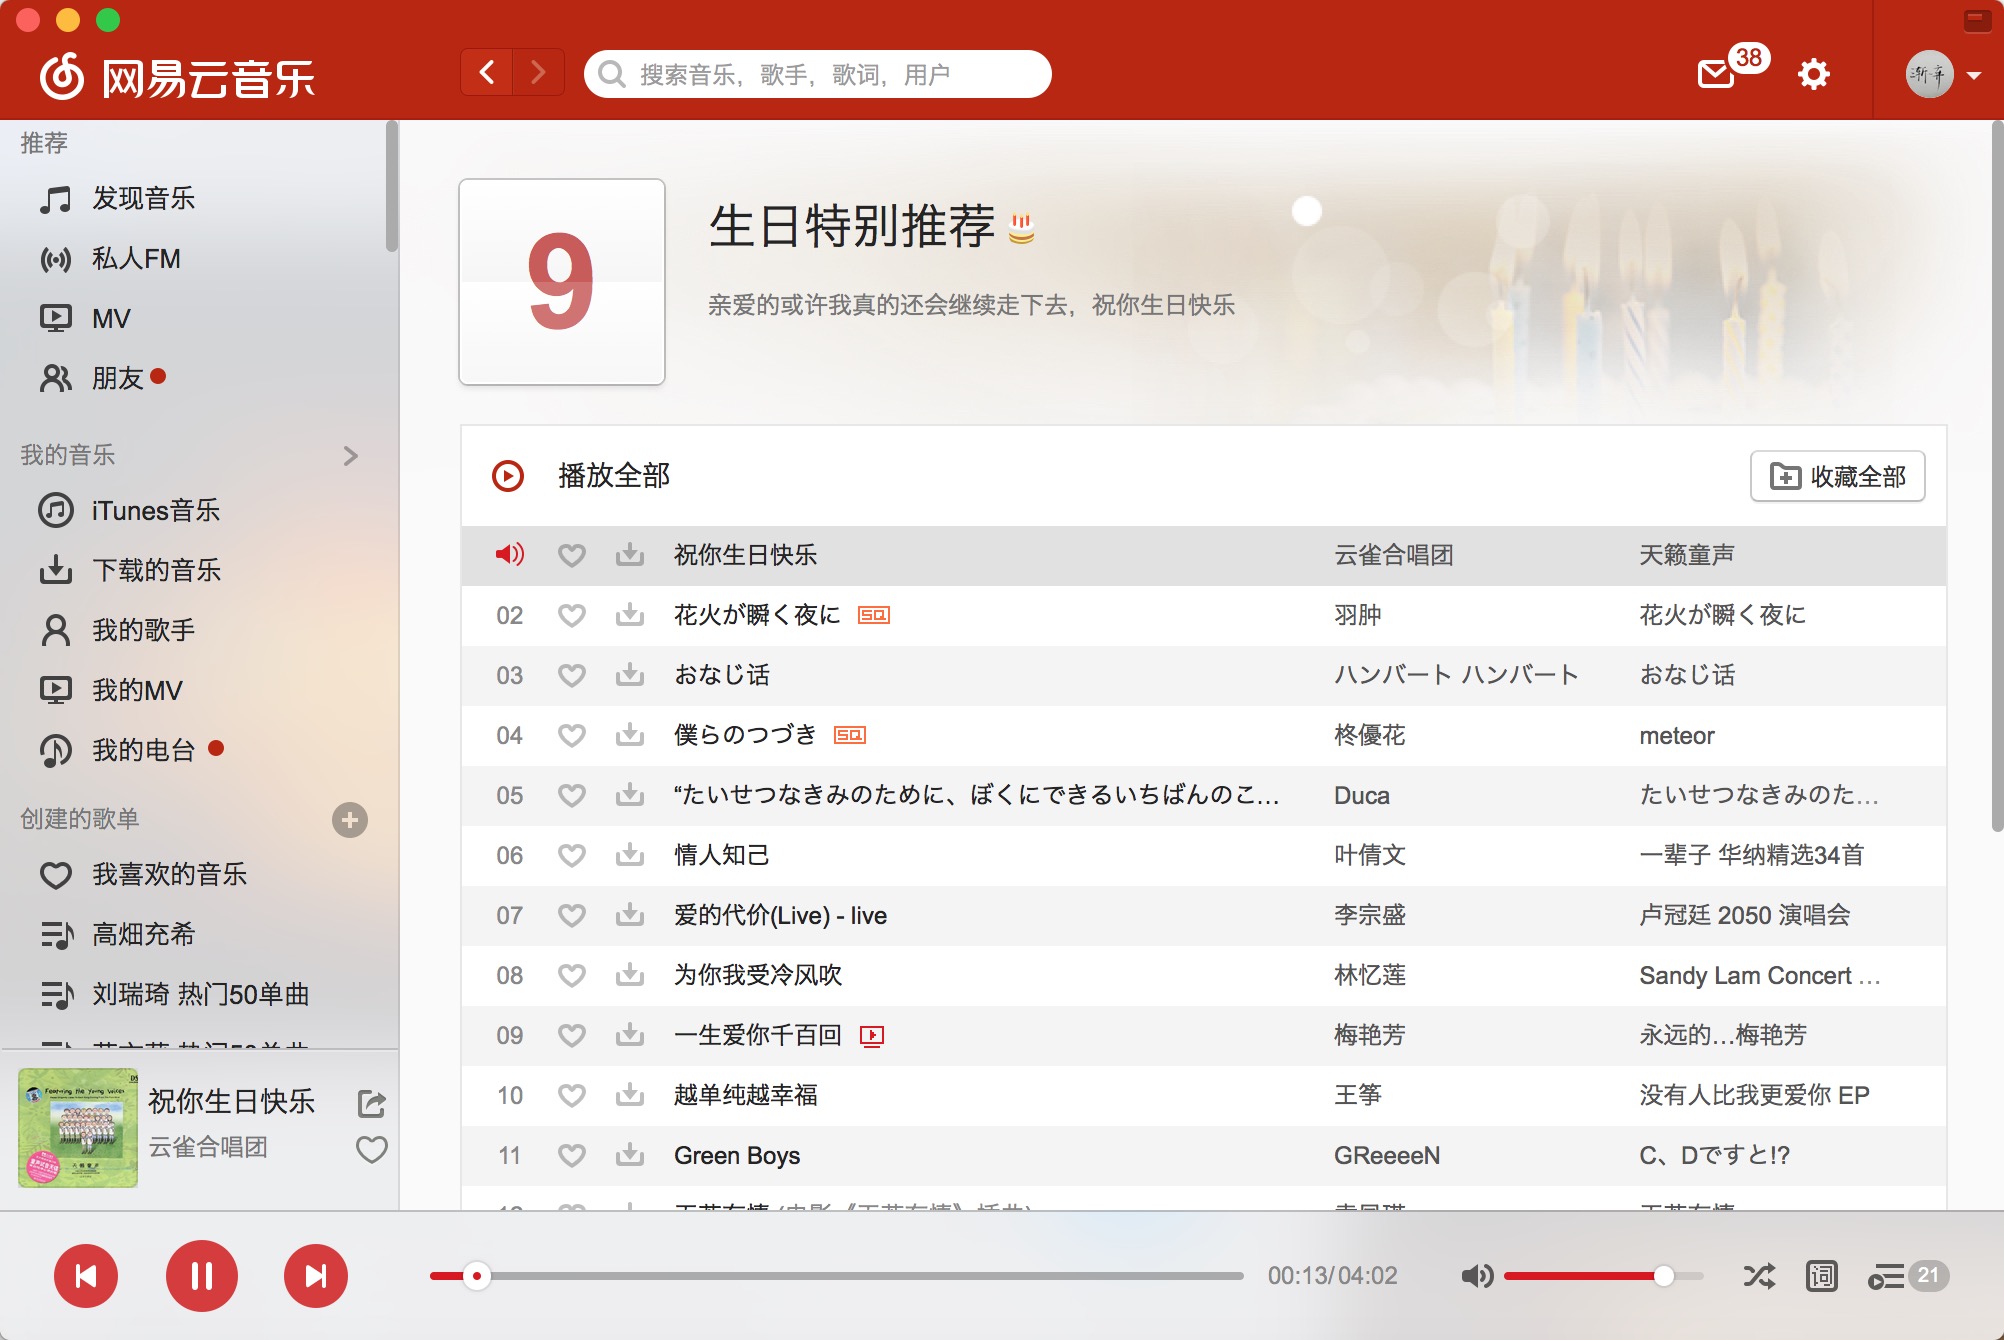 网易云音乐
搜索音乐，歌手，歌词，用户
38
渐弃
推荐
发现音乐
私人FM
MV
朋友
我的音乐
iTunes音乐
下载的音乐
我的歌手
我的MV
我的电台
创建的歌单
我喜欢的音乐
高畑充希
刘瑞琦 热门50单曲
祝你生日快乐
云雀合唱团
9
生日特别推荐
亲爱的或许我真的还会继续走下去，祝你生日快乐
播放全部
收藏全部
祝你生日快乐 云雀合唱团 天籁童声
02 花火が瞬く夜に SQ 羽肿 花火が瞬く夜に
03 おなじ话 ハンバート ハンバート おなじ话
04 僕らのつづき SQ 柊優花 meteor
05 “たいせつなきみのために、ぼくにできるいちばんのこ… Duca たいせつなきみのた…
06 情人知己 叶倩文 一辈子 华纳精选34首
07 爱的代价(Live) - live 李宗盛 卢冠廷 2050 演唱会
08 为你我受冷风吹 林忆莲 Sandy Lam Concert …
09 一生爱你千百回 梅艳芳 永远的…梅艳芳
10 越单纯越幸福 王筝 没有人比我更爱你 EP
11 Green Boys GReeeeN C、Dですと!?
00:13/04:02
词
21